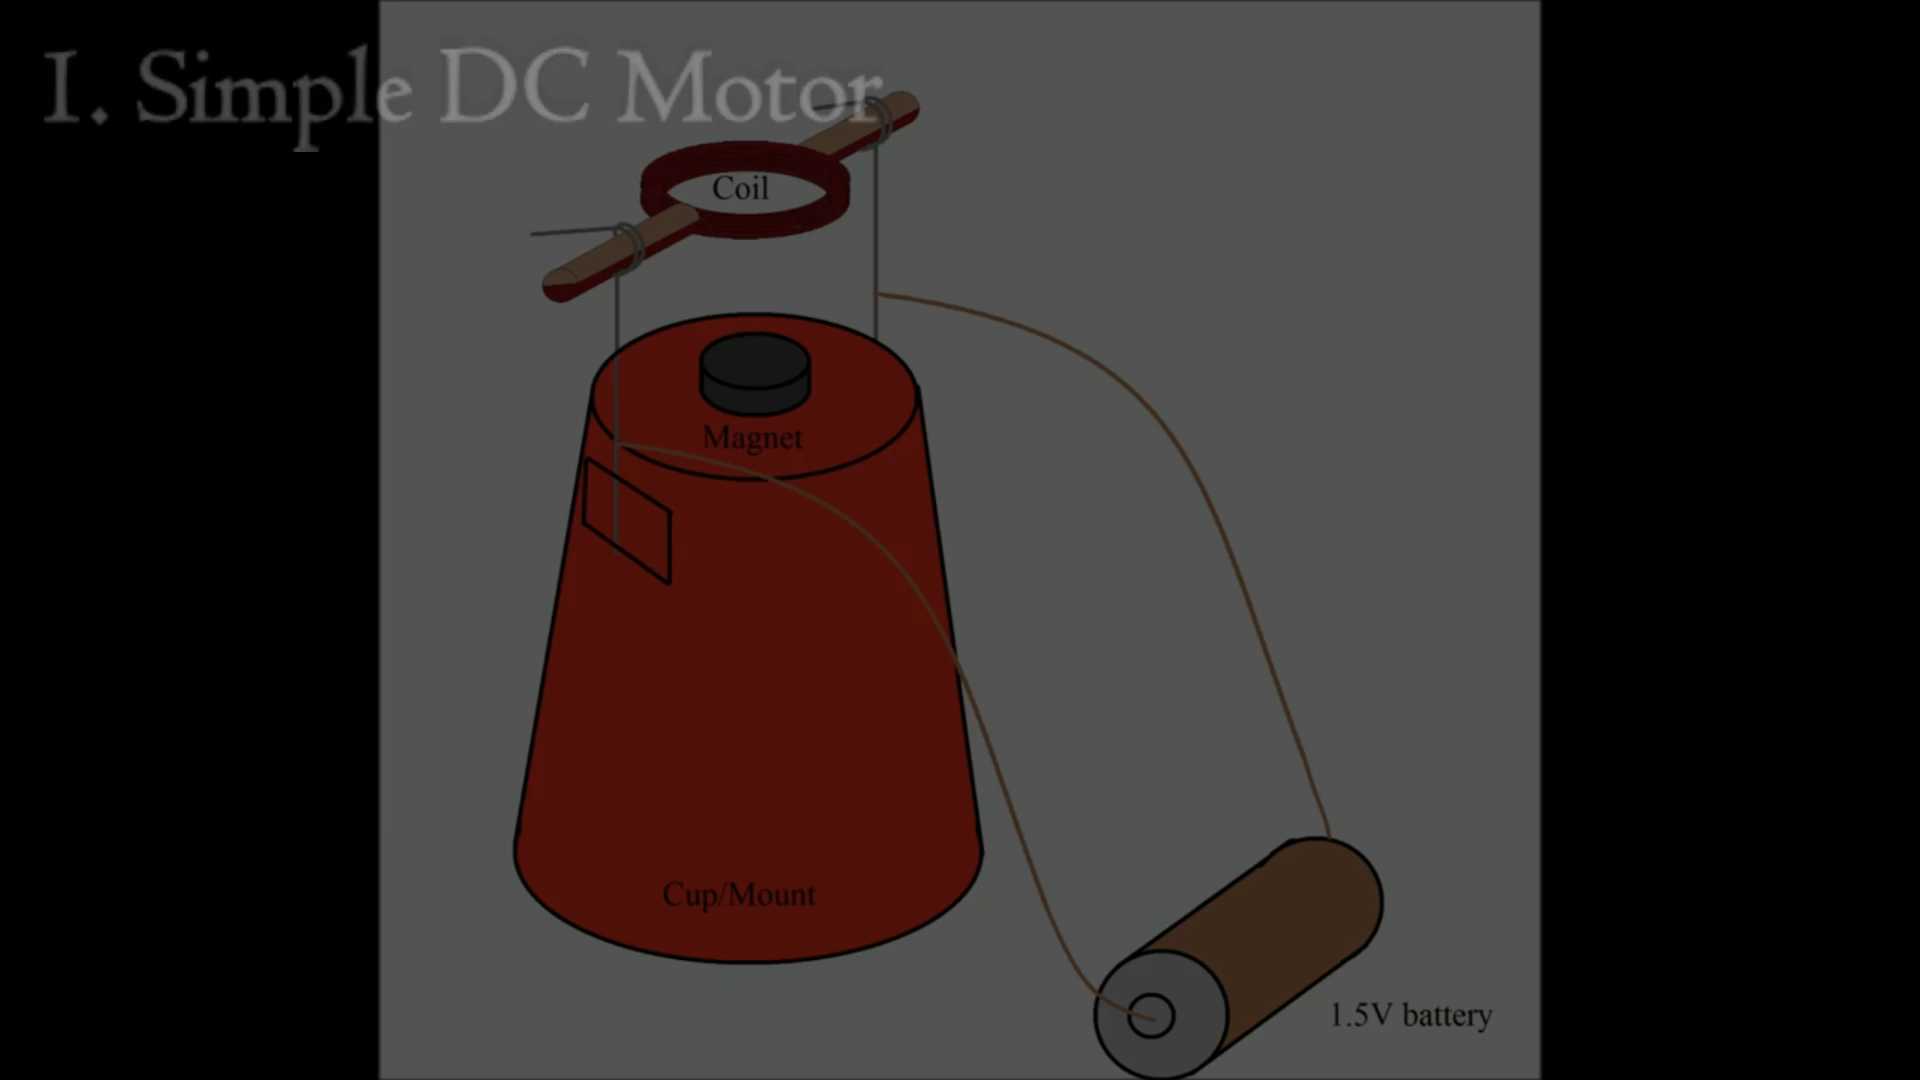 I. Simple DC Motor
Coil
Magnet
Cup/Mount
1.5V battery